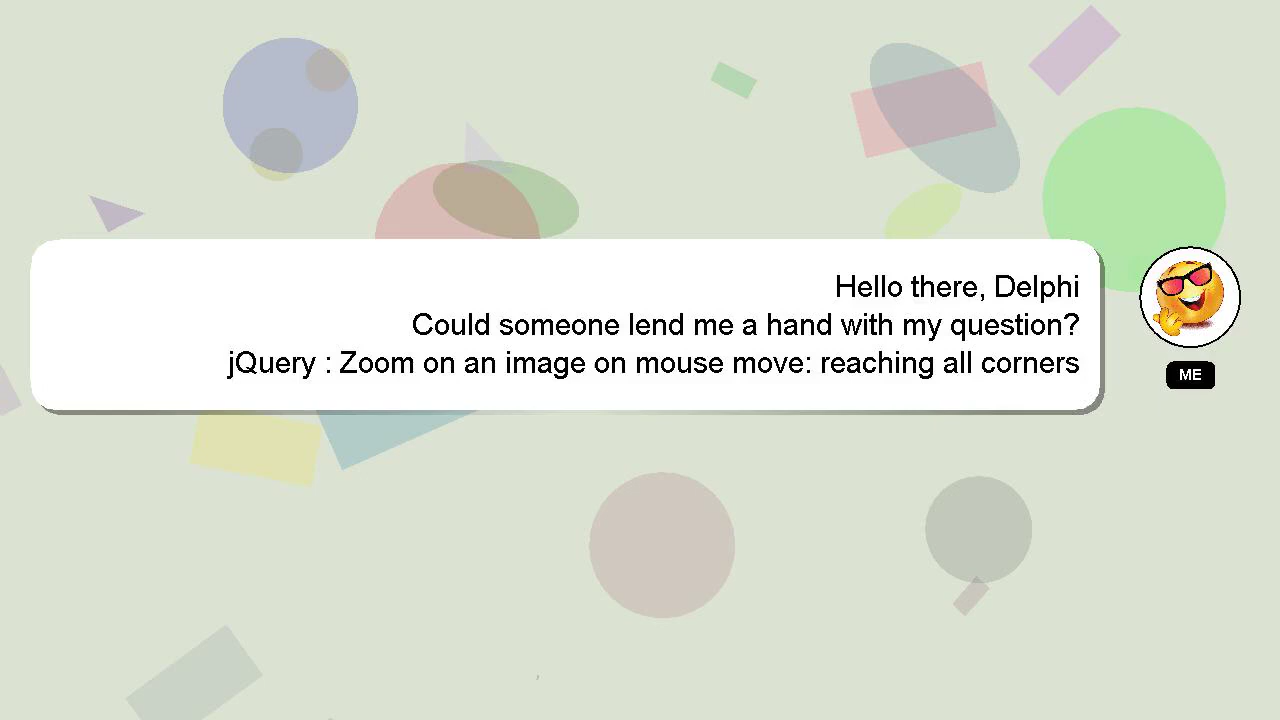 Hello there, Delphi
Could someone lend me a hand with my question?
jQuery : Zoom on an image on mouse move: reaching all corners
ME